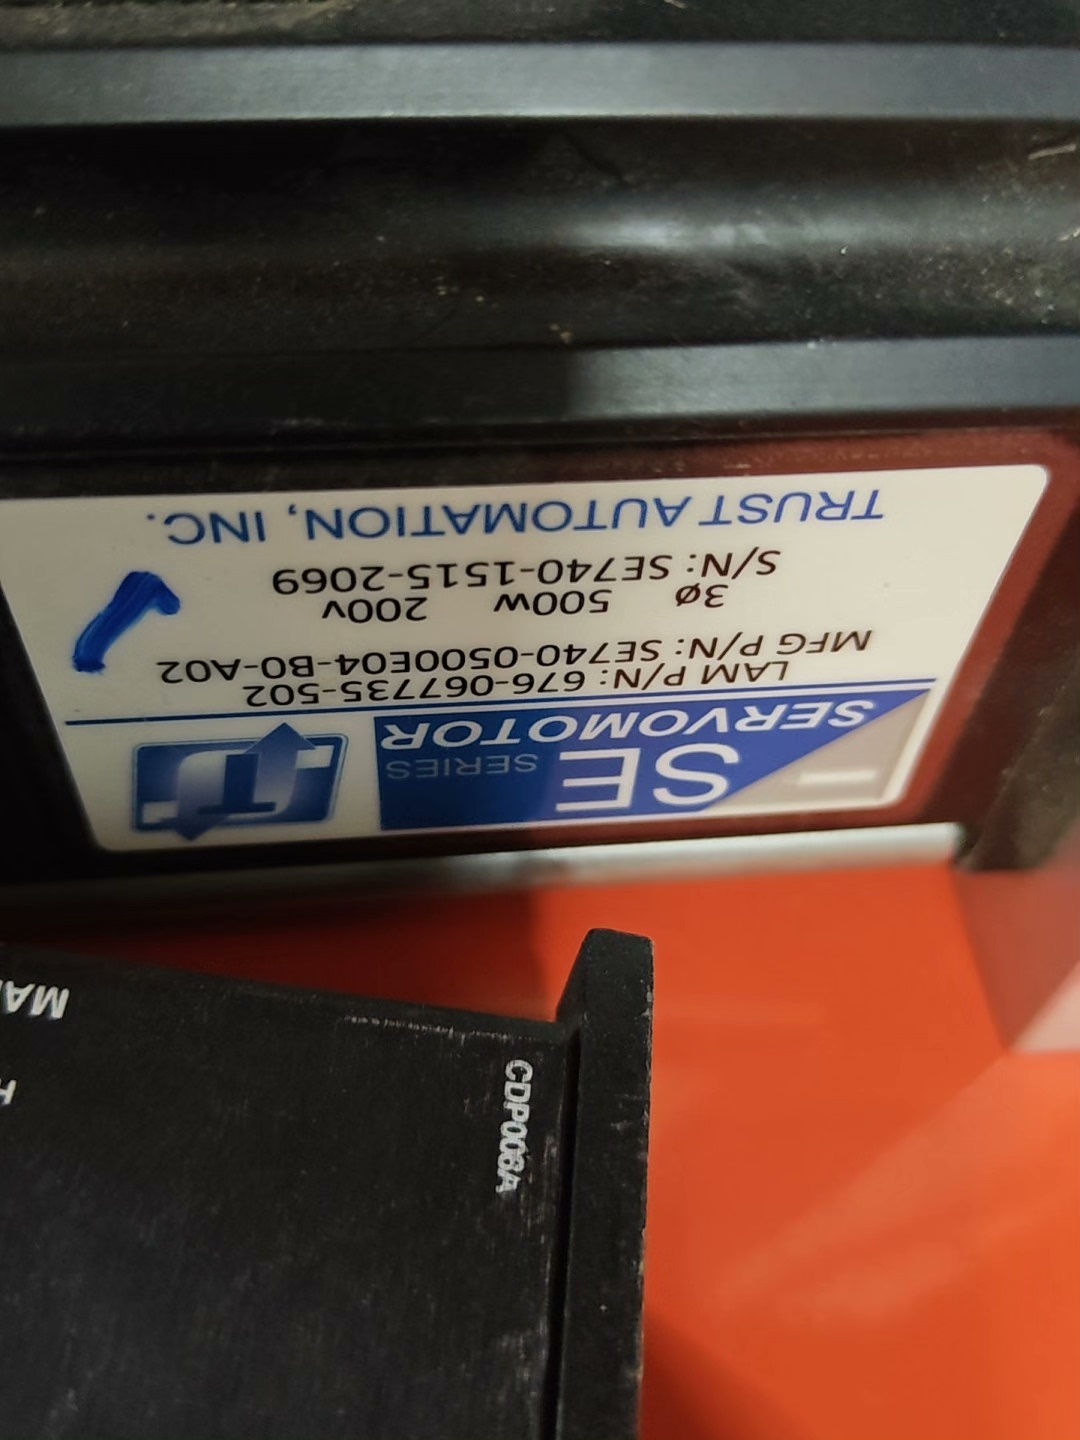 SE SERIES
SERVOMOTOR
LAM P/N: 676-067735-502
MFG P/N: SE740-0500E04-B0-A02
3ø 500w 200v
S/N: SE740-1515-2069
TRUST AUTOMATION, INC.
CDP006A